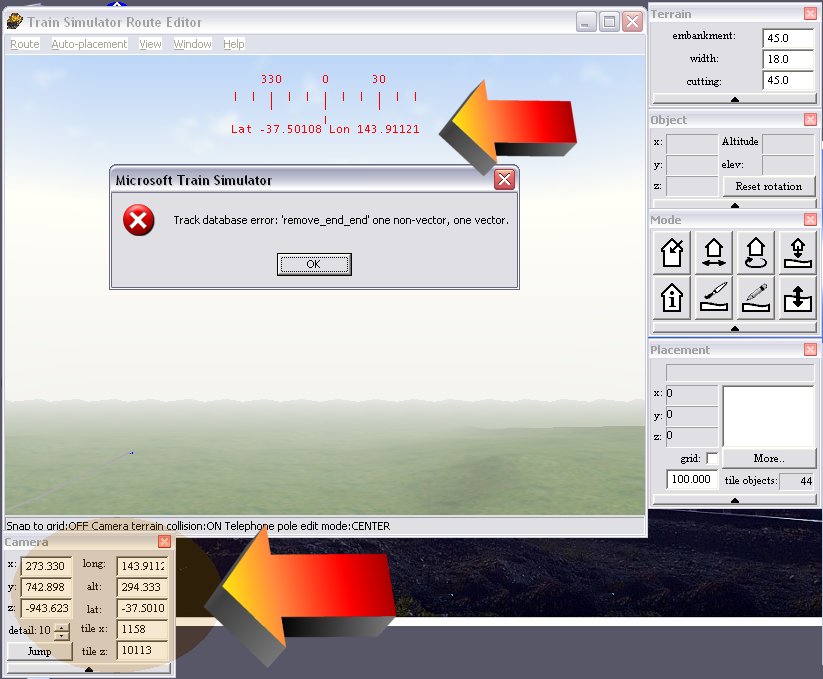 Train Simulator Route Editor
Route Auto-placement View Window Help
330 0 30
Lat -37.50108 Lon 143.91121
Microsoft Train Simulator
Track database error: 'remove_end_end' one non-vector, one vector.
OK
Snap to grid:OFF Camera terrain collision:ON Telephone pole edit mode:CENTER
Terrain
embankment: 45.0
width: 18.0
cutting: 45.0
Object
x: Altitude
y: elev:
z: Reset rotation
Mode
Placement
x: 0
y: 0
z: 0
grid: More..
100.000 tile objects: 44
Camera
x: 273.330 long: 143.9112
y: 742.898 alt: 294.333
z: -943.623 lat: -37.5010
detail: 10 tile x: 1158
Jump tile z: 10113